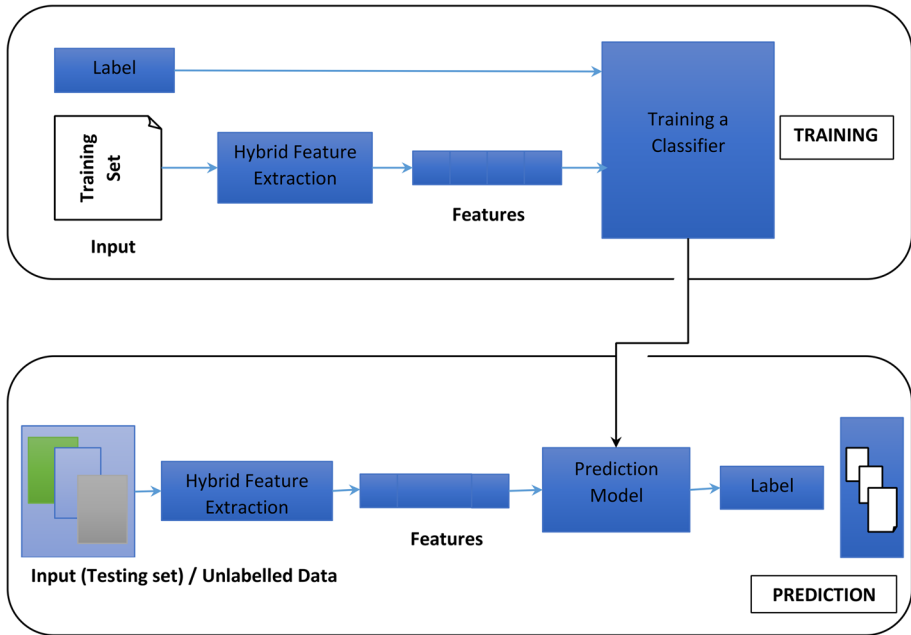 Label
Training
Set
Input
Hybrid Feature
Extraction
Features
Training a
Classifier
TRAINING
Input (Testing set) / Unlabelled Data
Hybrid Feature
Extraction
Features
Prediction
Model
Label
PREDICTION